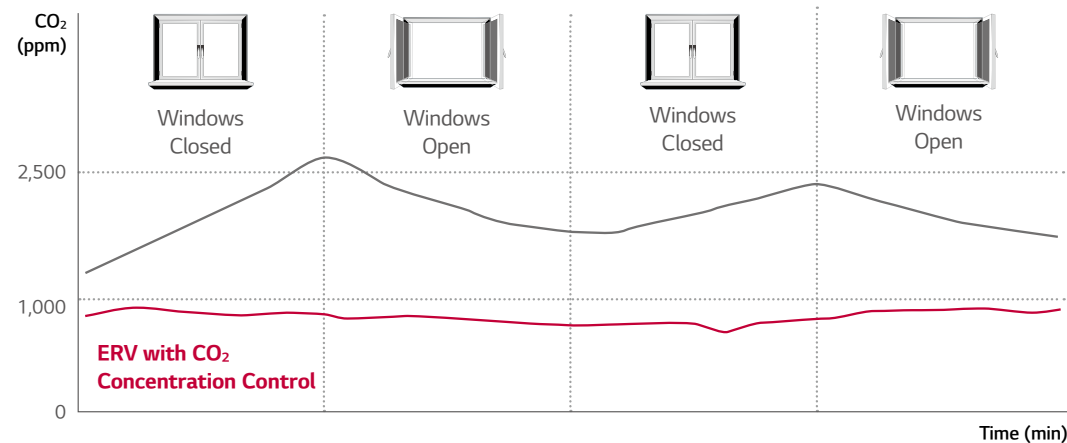 CO₂
(ppm)
Windows
Closed
Windows
Open
Windows
Closed
Windows
Open
2,500
1,000
ERV with CO₂
Concentration Control
0
Time (min)